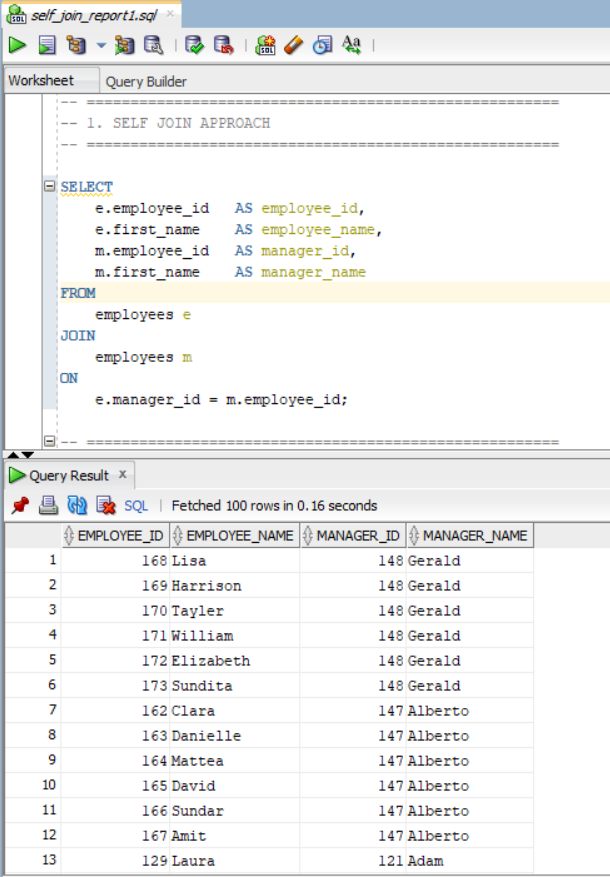 self_join_report1.sql
Worksheet Query Builder
-- ======================================================
-- 1. SELF JOIN APPROACH
-- ======================================================
SELECT
e.employee_id AS employee_id,
e.first_name AS employee_name,
m.employee_id AS manager_id,
m.first_name AS manager_name
FROM
employees e
JOIN
employees m
ON
e.manager_id = m.employee_id;
-- ======================================================
Query Result
SQL | Fetched 100 rows in 0.16 seconds
EMPLOYEE_ID EMPLOYEE_NAME MANAGER_ID MANAGER_NAME
1 168 Lisa 148 Gerald
2 169 Harrison 148 Gerald
3 170 Tayler 148 Gerald
4 171 William 148 Gerald
5 172 Elizabeth 148 Gerald
6 173 Sundita 148 Gerald
7 162 Clara 147 Alberto
8 163 Danielle 147 Alberto
9 164 Mattea 147 Alberto
10 165 David 147 Alberto
11 166 Sundar 147 Alberto
12 167 Amit 147 Alberto
13 129 Laura 121 Adam